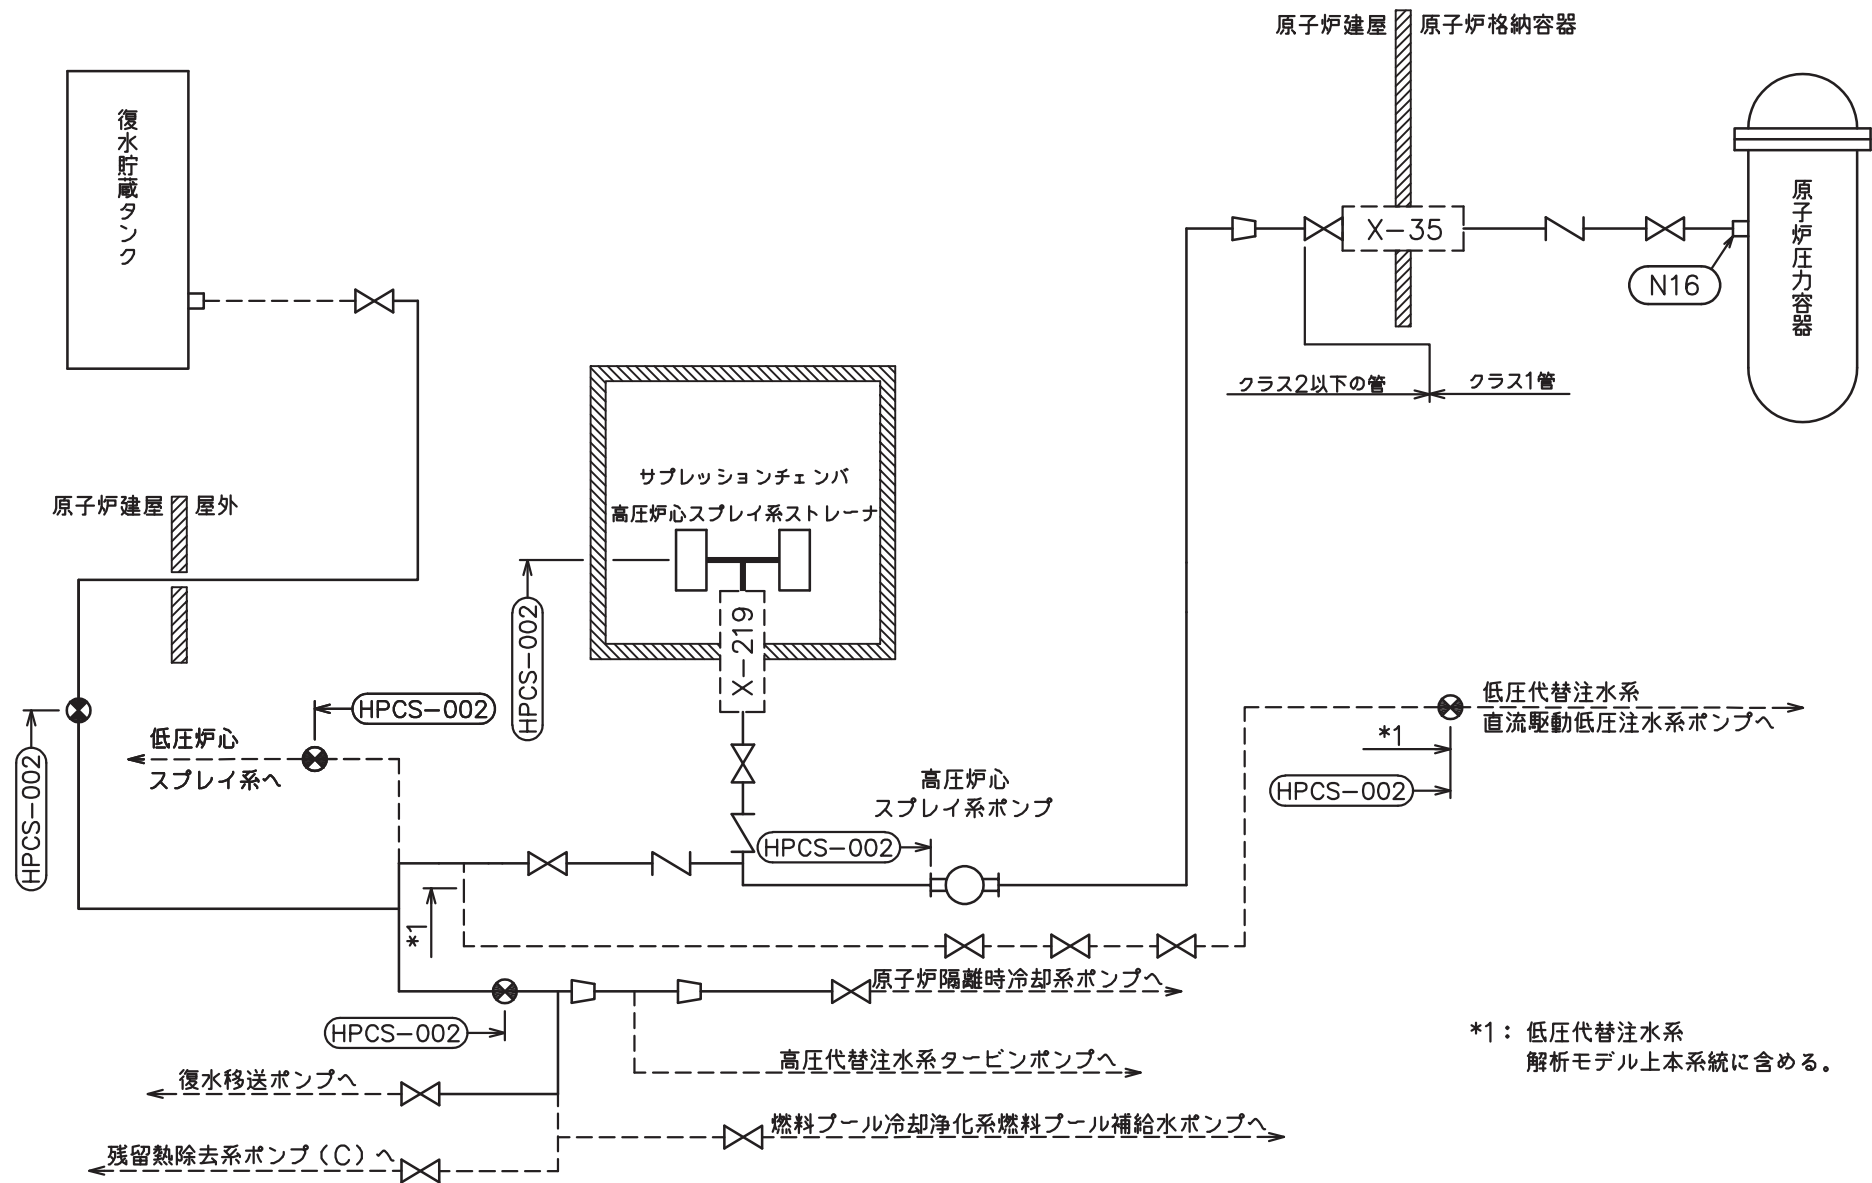 原子炉建屋
原子炉格納容器
復水貯蔵タンク
X-35
N16
原子炉圧力容器
クラス2以下の管
クラス1管
サプレッションチェンバ
高圧炉心スプレイ系ストレーナ
原子炉建屋
屋外
HPCS-002
X-219
HPCS-002
低圧炉心
スプレイ系へ
HPCS-002
低圧代替注水系
直流駆動低圧注水系ポンプへ
*1
HPCS-002
高圧炉心
スプレイ系ポンプ
HPCS-002
*1
原子炉隔離時冷却系ポンプへ
HPCS-002
高圧代替注水系タービンポンプへ
復水移送ポンプへ
燃料プール冷却浄化系燃料プール補給水ポンプへ
残留熱除去系ポンプ(C)へ
*1: 低圧代替注水系
解析モデル上本系統に含める。
HPCS-002